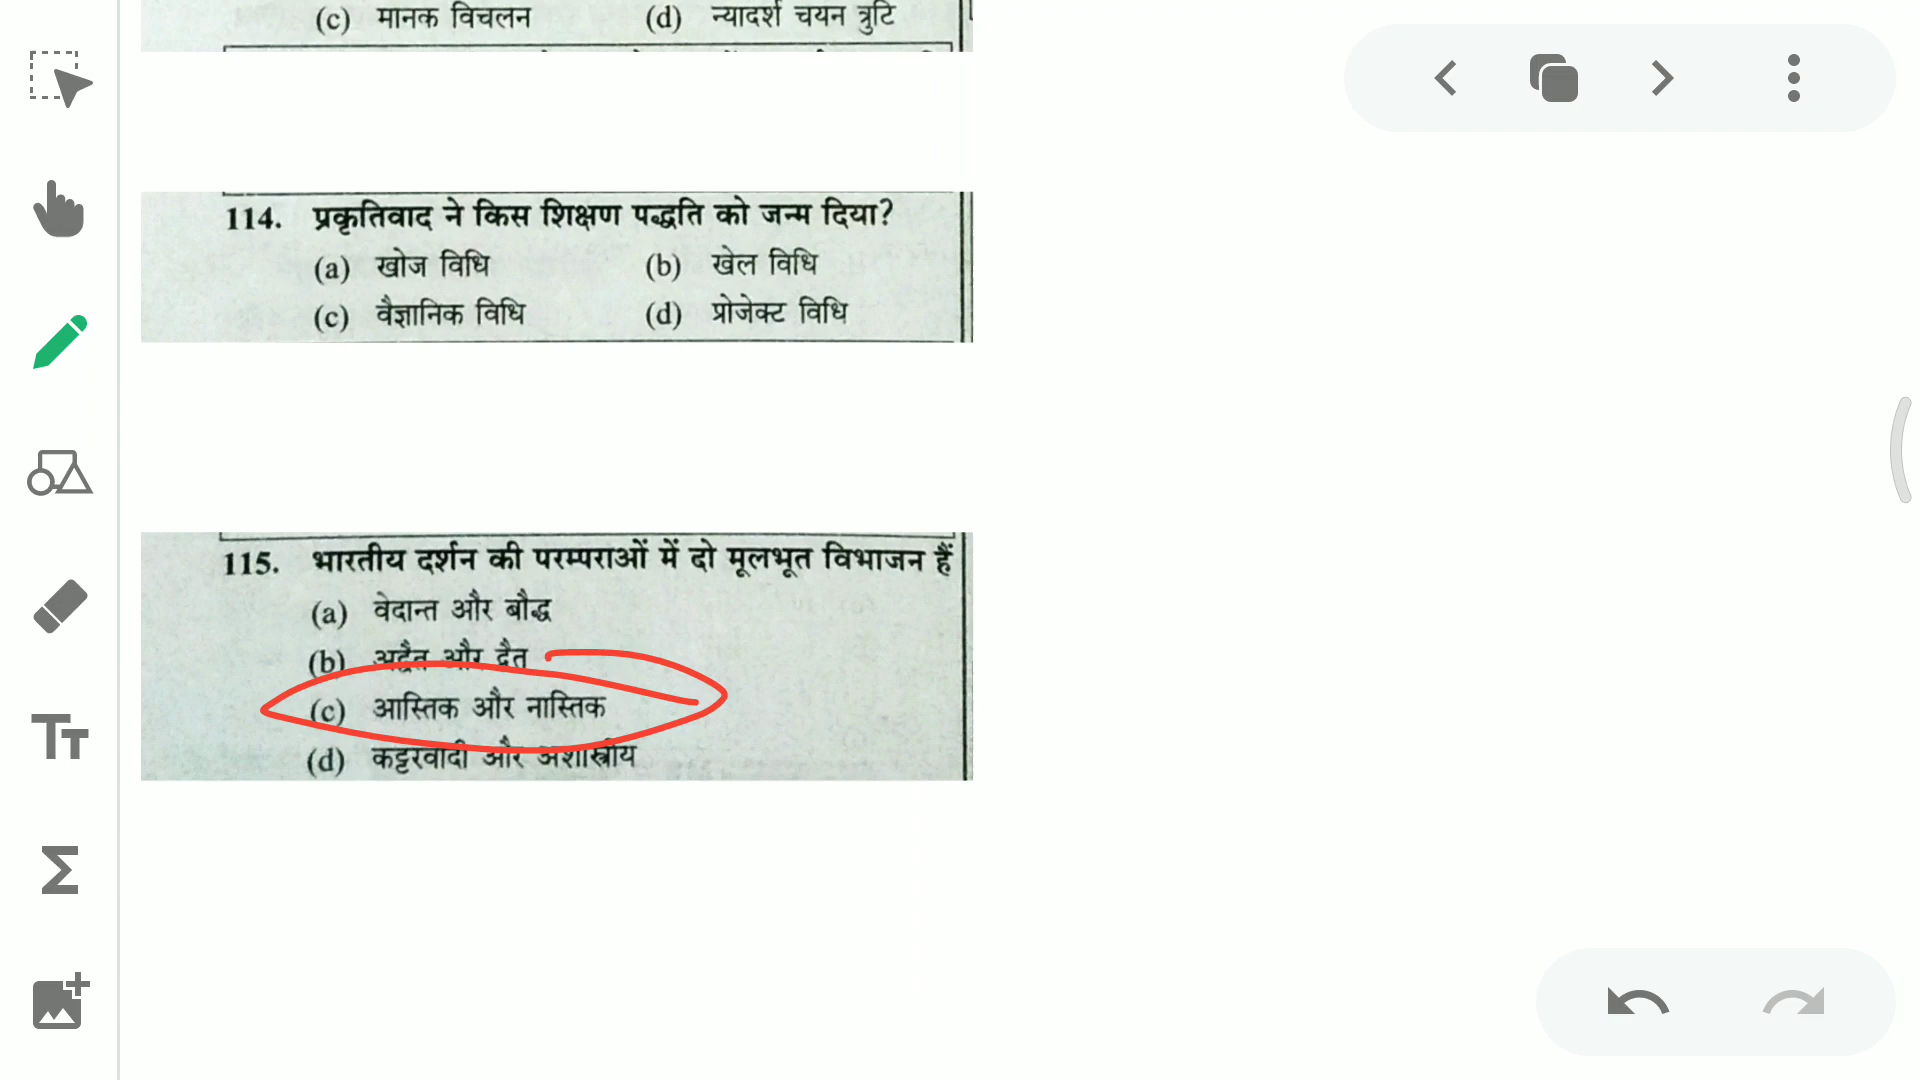 (c) मानक विचलन (d) न्यादर्श चयन त्रुटि
114. प्रकृतिवाद ने किस शिक्षण पद्धति को जन्म दिया?
(a) खोज विधि (b) खेल विधि
(c) वैज्ञानिक विधि (d) प्रोजेक्ट विधि
115. भारतीय दर्शन की परम्पराओं में दो मूलभूत विभाजन हैं
(a) वेदान्त और बौद्ध
(b) अद्वैत और द्वैत
(c) आस्तिक और नास्तिक
(d) कट्टरवादी और अशास्त्रीय